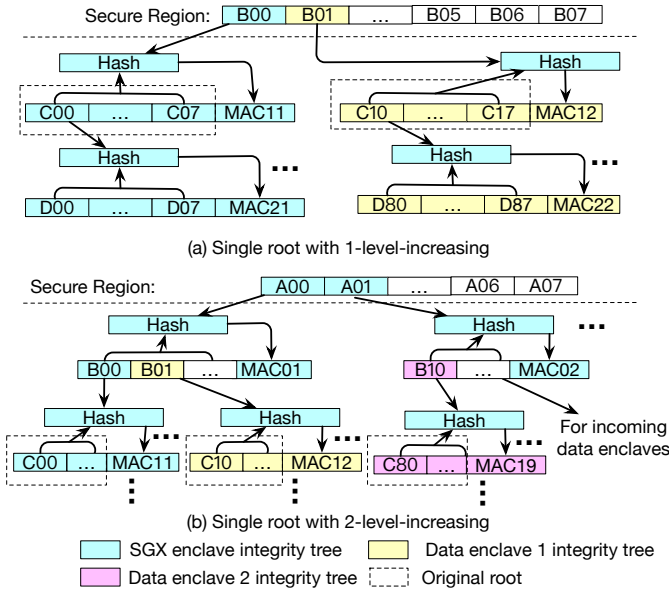 Secure Region: B00 B01 ... B05 B06 B07
Hash Hash
C00 ... C07 MAC11 C10 ... C17 MAC12
Hash ... Hash ...
D00 ... D07 MAC21 D80 ... D87 MAC22
(a) Single root with 1-level-increasing
Secure Region: A00 A01 ... A06 A07
Hash Hash ...
B00 B01 ... MAC01 B10 ... MAC02
Hash Hash Hash For incoming
... ... ... data enclaves
C00 ... MAC11 C10 ... MAC12 C80 ... MAC19
(b) Single root with 2-level-increasing
SGX enclave integrity tree Data enclave 1 integrity tree
Data enclave 2 integrity tree Original root